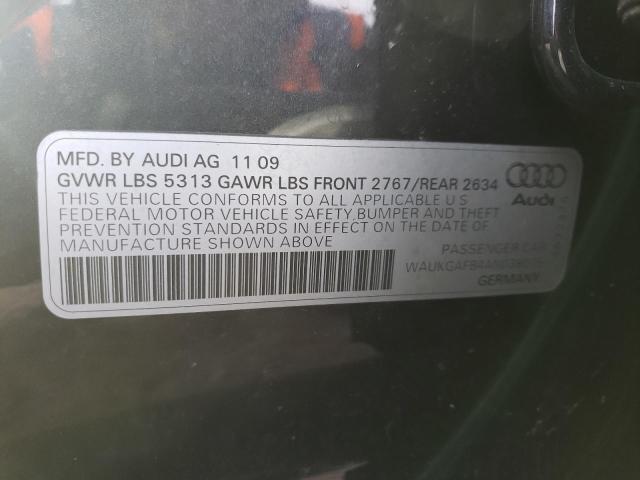 MFD. BY AUDI AG 11 09
GVWR LBS 5313 GAWR LBS FRONT 2767/REAR 2634
THIS VEHICLE CONFORMS TO ALL APPLICABLE U S
FEDERAL MOTOR VEHICLE SAFETY,BUMPER AND THEFT
PREVENTION STANDARDS IN EFFECT ON THE DATE OF
MANUFACTURE SHOWN ABOVE
Audi
PASSENGER CAR
GERMANY